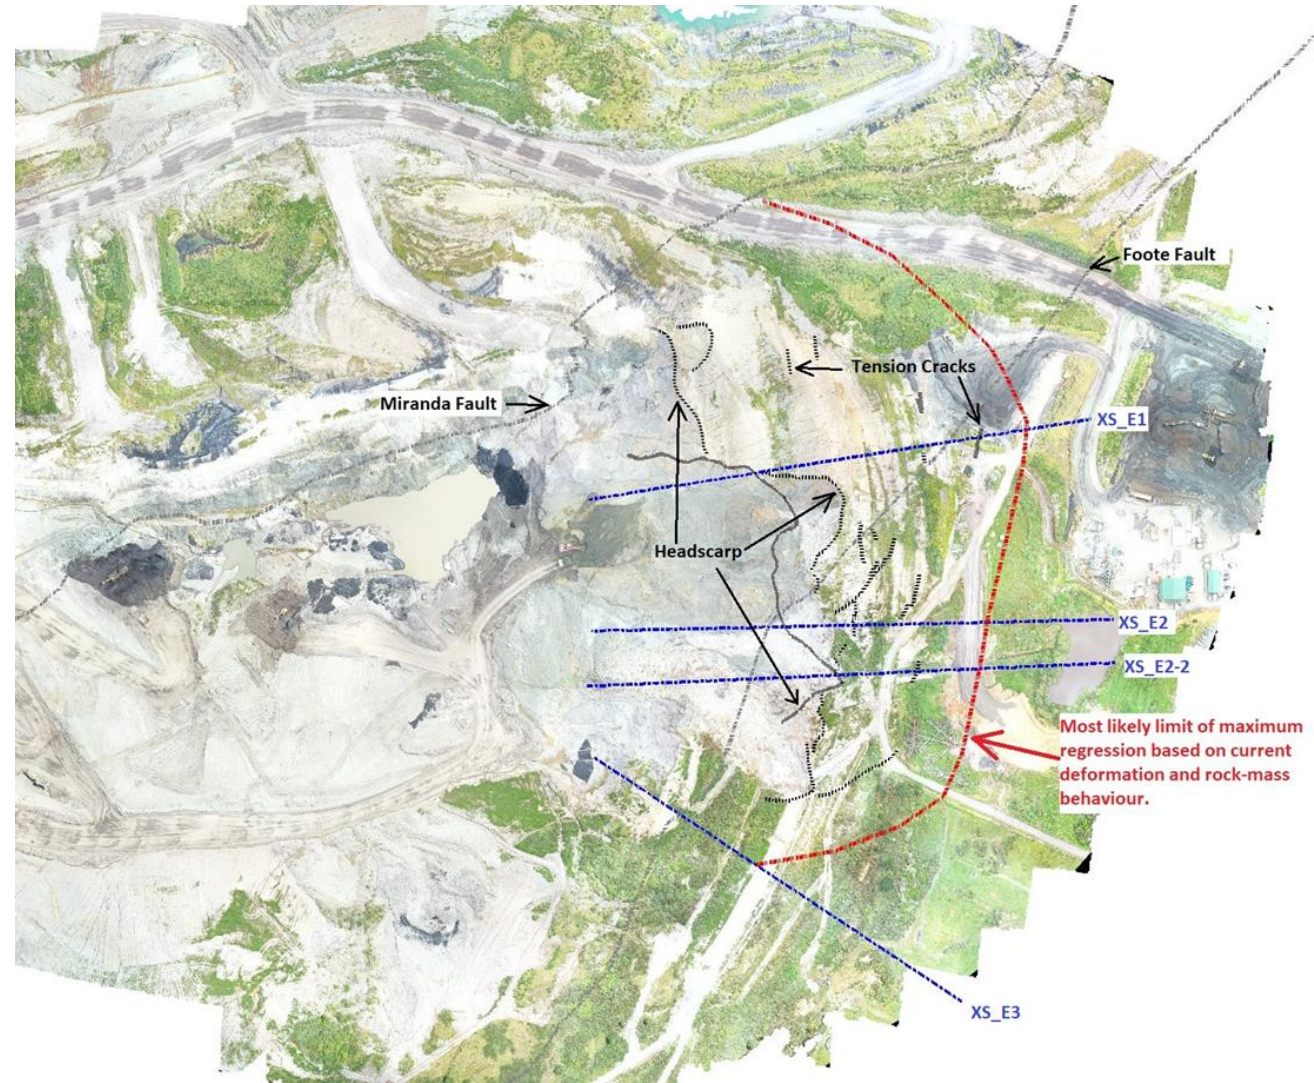 Foote Fault
Tension Cracks
Miranda Fault
XS_E1
Headscarp
XS_E2
XS_E2-2
Most likely limit of maximum
regression based on current
deformation and rock-mass
behaviour.
XS_E3